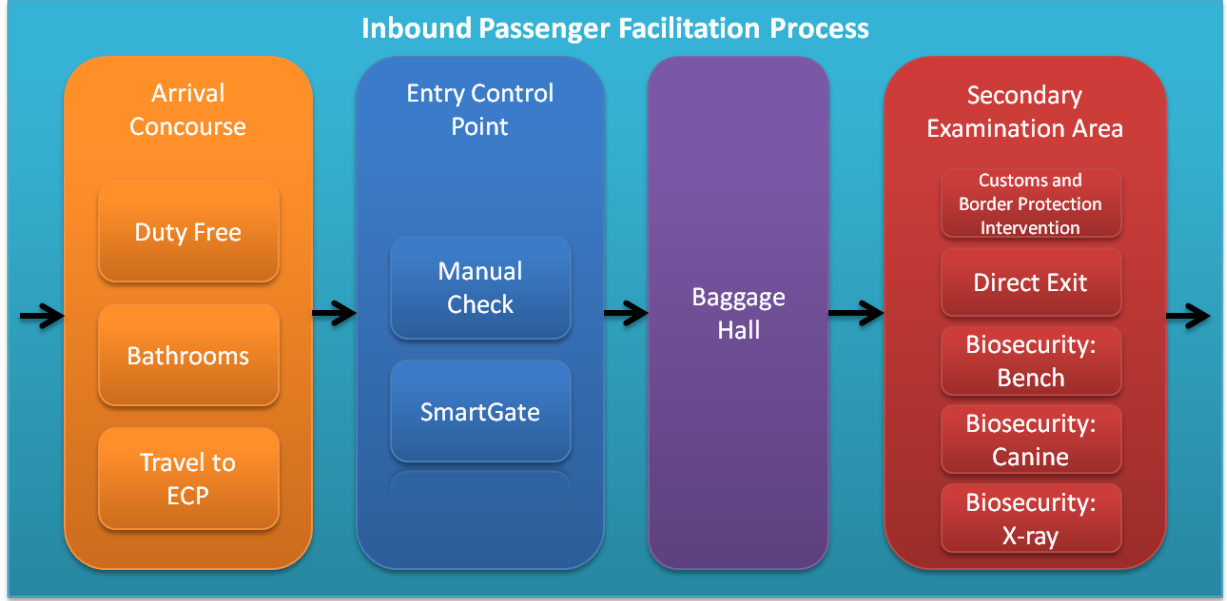 Inbound Passenger Facilitation Process
Arrival
Concourse
Duty Free
Bathrooms
Travel to
ECP
Entry Control
Point
Manual
Check
SmartGate
Baggage
Hall
Secondary
Examination Area
Customs and
Border Protection
Intervention
Direct Exit
Biosecurity:
Bench
Biosecurity:
Canine
Biosecurity:
X-ray